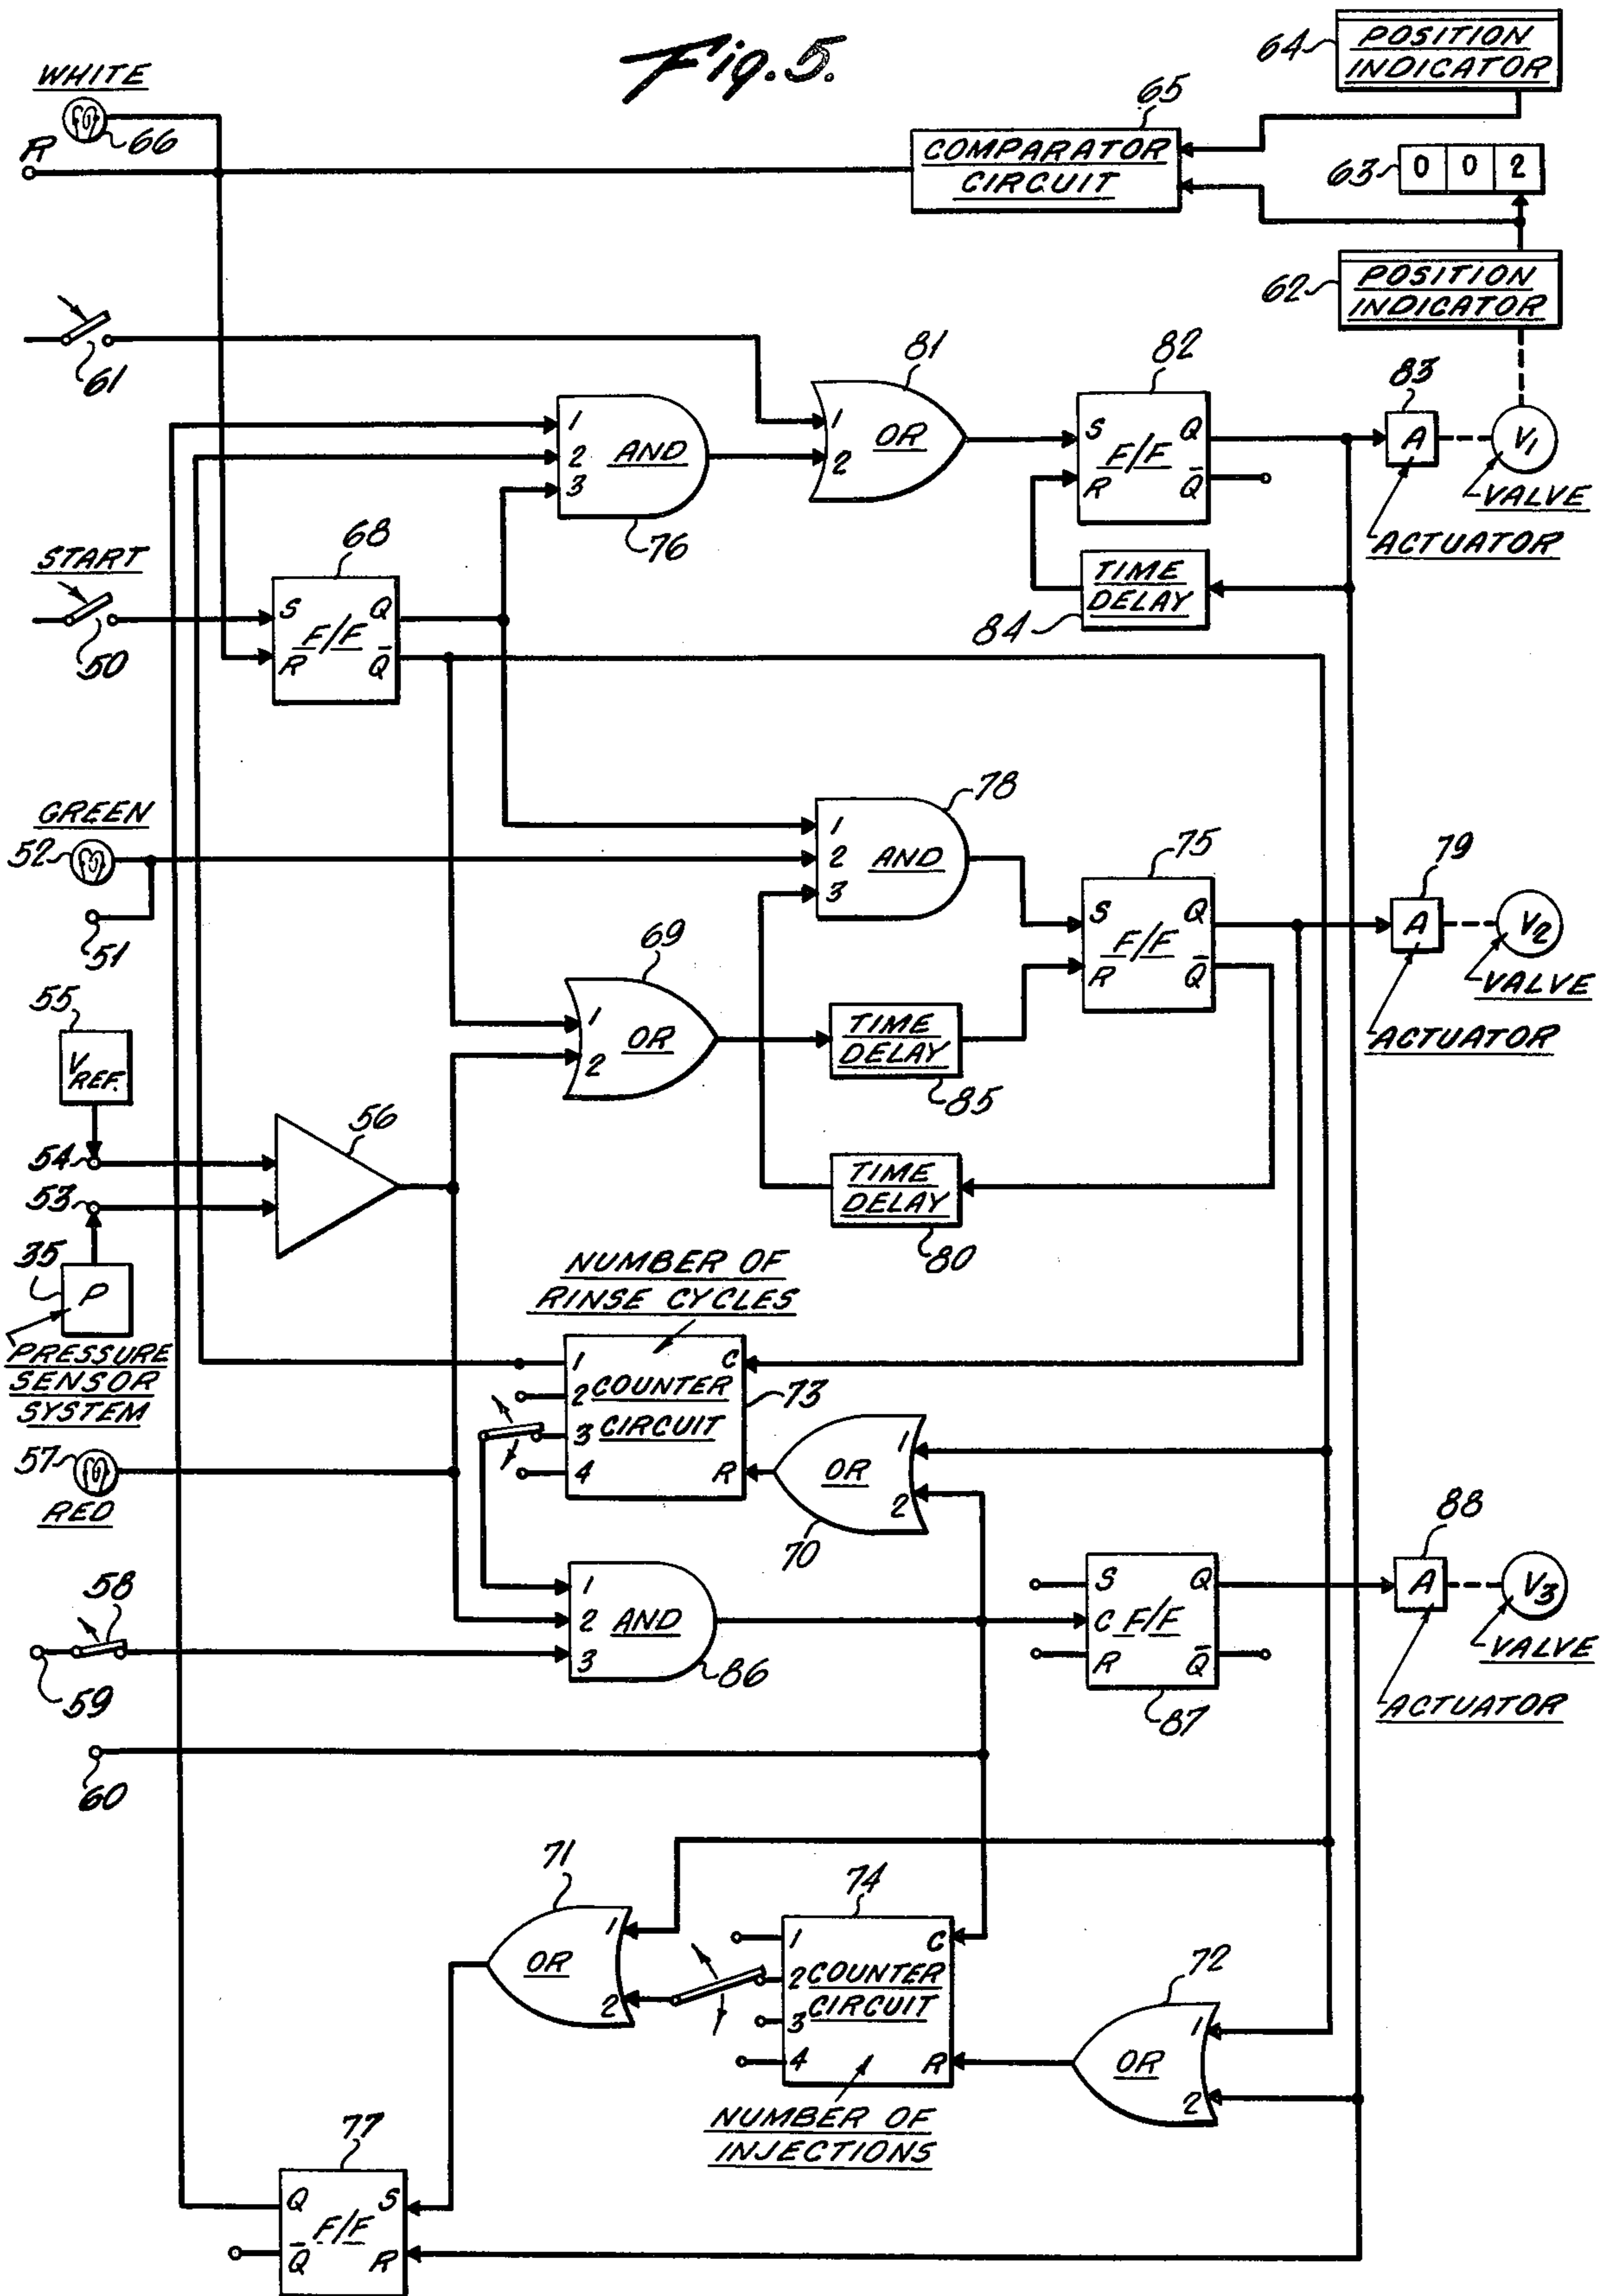 Fig. 5.
WHITE
66
R
64
POSITION
INDICATOR
65
COMPARATOR
CIRCUIT
63
0 0 2
62
POSITION
INDICATOR
61
76
1
2
3
AND
81
1
2
OR
82
S
R
F/F
Q
Q̅
83
A
V1
VALVE
ACTUATOR
TIME
DELAY
84
START
50
68
S
R
F/F
Q
Q̅
GREEN
52
51
78
1
2
3
AND
75
S
R
F/F
Q
Q̅
79
A
V2
VALVE
ACTUATOR
69
1
2
OR
TIME
DELAY
85
TIME
DELAY
80
55
V
REF.
54
53
56
35
P
PRESSURE
SENSOR
SYSTEM
NUMBER OF
RINSE CYCLES
1
2
3
4
COUNTER
CIRCUIT
C
R
73
OR
1
2
70
57
RED
58
59
1
2
3
AND
86
S
C
R
F/F
Q
Q̅
87
88
A
V3
VALVE
ACTUATOR
60
71
OR
1
2
74
1
2
3
4
COUNTER
CIRCUIT
C
R
NUMBER OF
INJECTIONS
72
OR
1
2
77
Q
Q̅
F/F
S
R